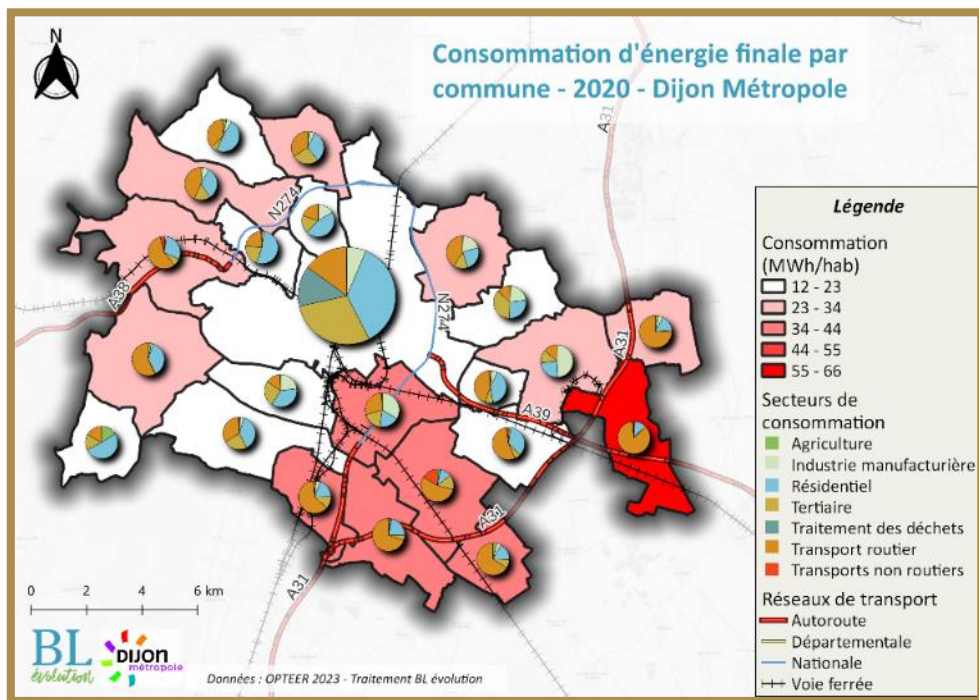 Consommation d'énergie finale par
commune - 2020 - Dijon Métropole
N
A31
N274
A38
N274
A31
A39
A31
A31
Légende
Consommation
(MWh/hab)
12 - 23
23 - 34
34 - 44
44 - 55
55 - 66
Secteurs de
consommation
Agriculture
Industrie manufacturière
Résidentiel
Tertiaire
Traitement des déchets
Transport routier
Transports non routiers
Réseaux de transport
Autoroute
Départementale
Nationale
Voie ferrée
0 2 4 6 km
BL
évolution
DIJON
métropole
Données : OPTEER 2023 - Traitement BL évolution